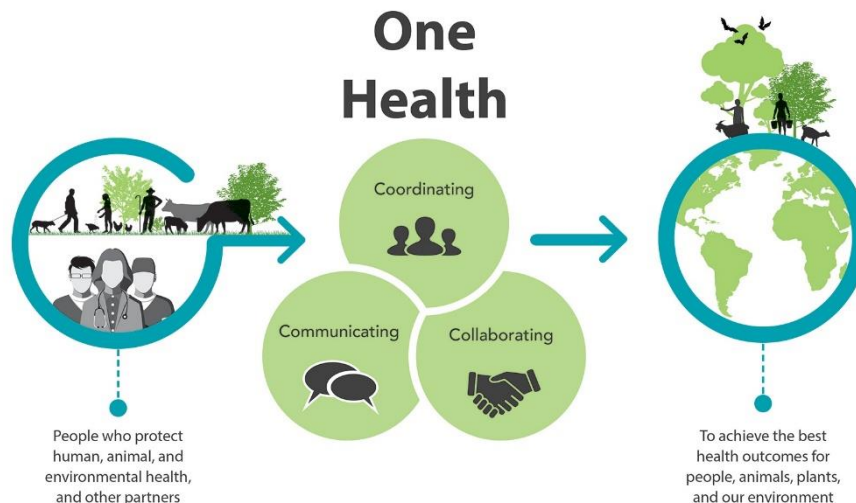 One
Health
Coordinating
Communicating
Collaborating
People who protect
human, animal, and
environmental health,
and other partners
To achieve the best
health outcomes for
people, animals, plants,
and our environment